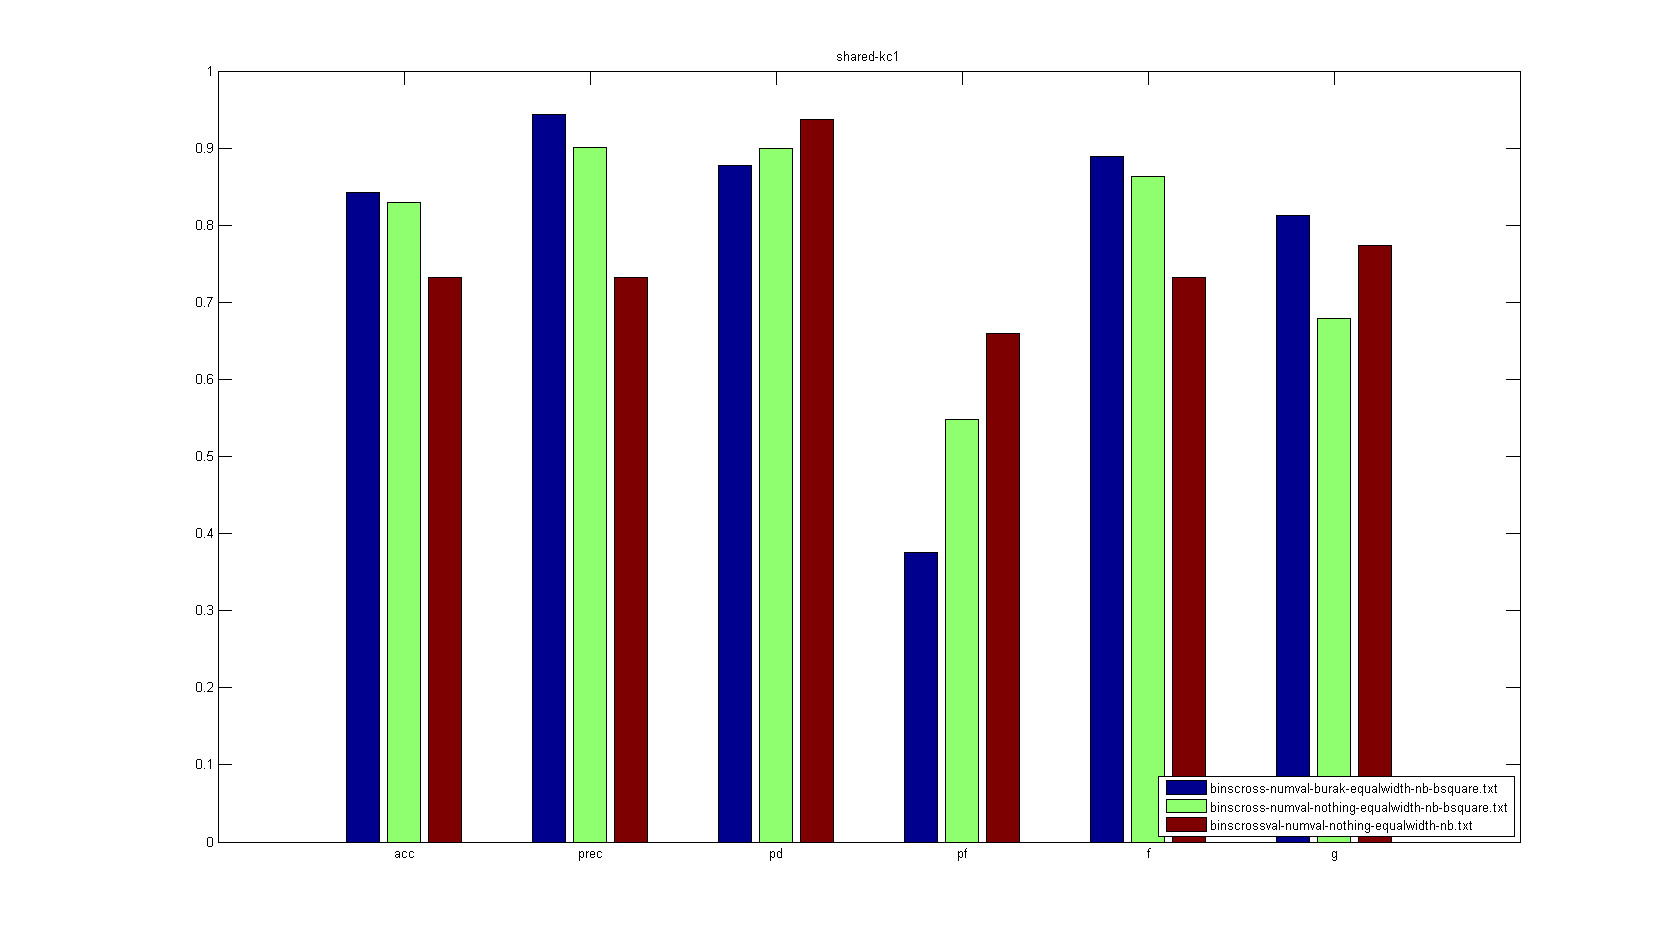 shared-kc1
1
0.9
0.8
0.7
0.6
0.5
0.4
0.3
0.2
0.1
0
binscross-numval-burak-equalwidth-nb-bsquare.txt
binscross-numval-nothing-equalwidth-nb-bsquare.txt
binscrossval-numval-nothing-equalwidth-nb.txt
acc prec pd pf f g